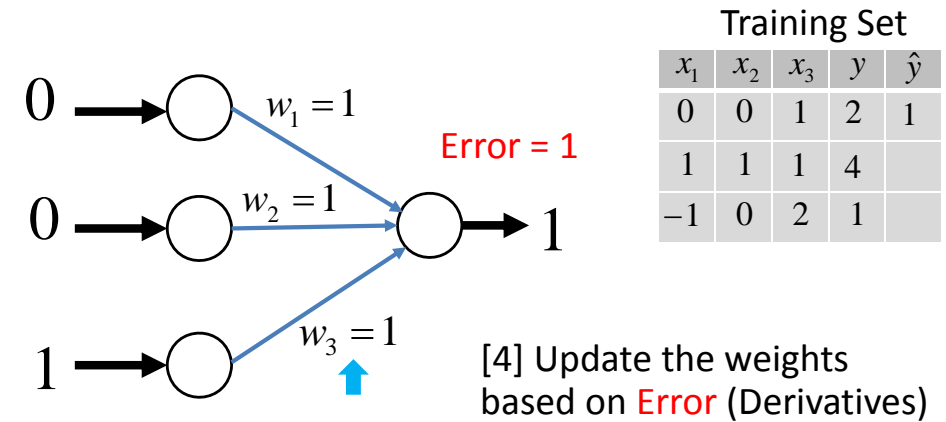 Training Set
x₁ x₂ x₃ y ŷ
0 0 1 2 1
1 1 1 4
−1 0 2 1
0
w₁ = 1
Error = 1
0
w₂ = 1
1
1
w₃ = 1
[4] Update the weights
based on Error (Derivatives)